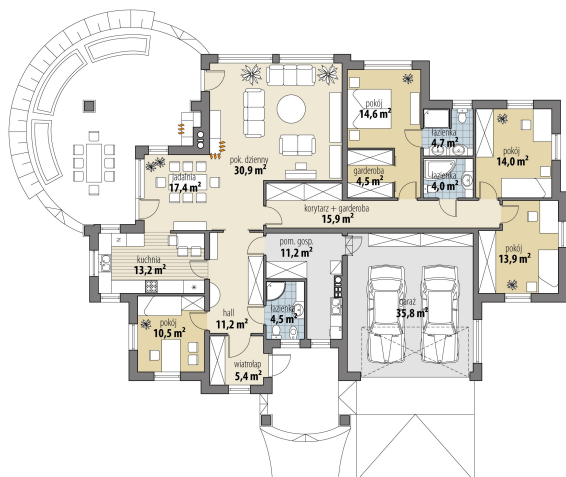 pokój
14,6 m²
łazienka
4,7 m²
pokój
14,0 m²
pok. dzienny
30,9 m²
jadalnia
17,4 m²
garderoba
4,5 m²
łazienka
4,0 m²
korytarz + garderoba
15,9 m²
pom. gosp.
11,2 m²
pokój
13,9 m²
kuchnia
13,2 m²
N
garaż
35,8 m²
łazienka
4,5 m²
hall
11,2 m²
pokój
10,5 m²
wiatrołap
5,4 m²